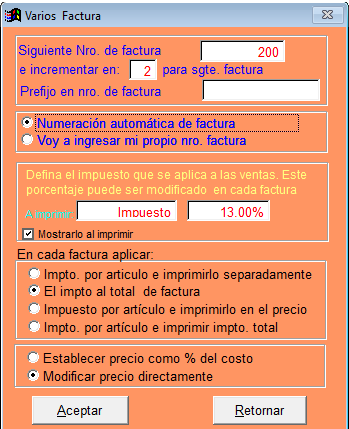 Varios Factura
Siguiente Nro. de factura 200
e incrementar en: 2 para sgte. factura
Prefijo en nro. de factura
Numeración automática de factura
Voy a ingresar mi propio nro. factura
Defina el impuesto que se aplica a las ventas. Este
porcentaje puede ser modificado en cada factura
A imprimir Impuesto 13.00%
Mostrarlo al imprimir
En cada factura aplicar:
Impto. por articulo e imprimirlo separadamente
El impto al total de factura
Impuesto por artículo e imprimirlo en el precio
Impto. por artículo e imprimir impto. total
Establecer precio como % del costo
Modificar precio directamente
Aceptar Retornar